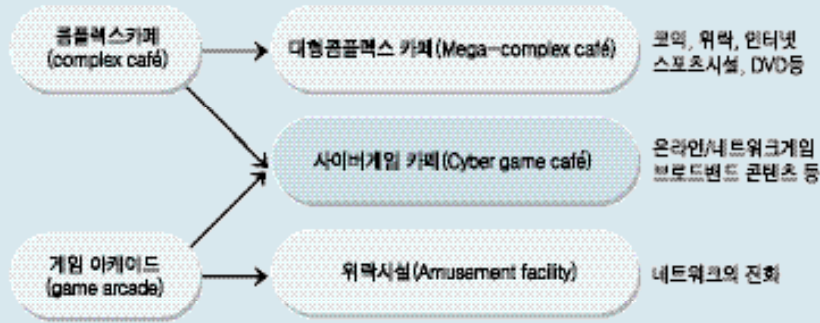 콤플렉스카페
(complex café)
대형콤플렉스 카페(Mega-complex café)
오락, 위락, 인터넷
스포츠시설, DVD등
사이버게임 카페(Cyber game café)
온라인/네트워크게임
브로드밴드 콘텐츠 등
게임 아케이드
(game arcade)
위락시설(Amusement facility)
네트워크의 진화